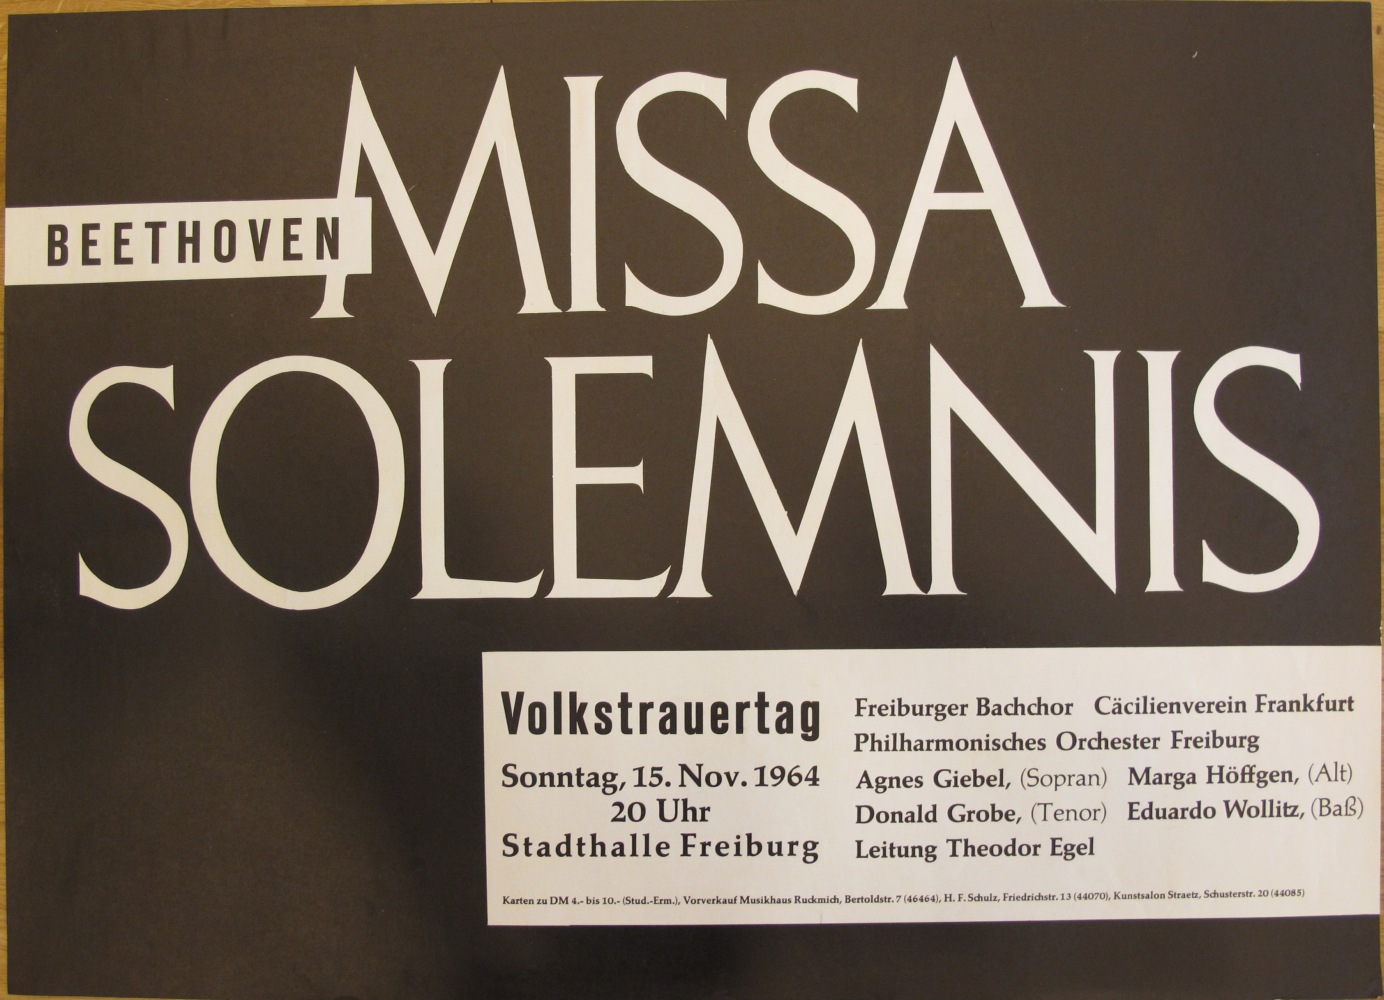 BEETHOVEN
MISSA
SOLEMNIS
Volkstrauertag
Sonntag, 15. Nov. 1964
20 Uhr
Stadthalle Freiburg
Freiburger Bachchor Cäcilienverein Frankfurt
Philharmonisches Orchester Freiburg
Agnes Giebel, (Sopran) Marga Höffgen, (Alt)
Donald Grobe, (Tenor) Eduardo Wollitz, (Baß)
Leitung Theodor Egel
Karten zu DM 4.- bis 10.- (Stud.-Erm.), Vorverkauf Musikhaus Ruckmich, Bertoldstr. 7 (46464), H. F. Schulz, Friedrichstr. 13 (44070), Kunstsalon Straetz, Schusterstr. 20 (44085)